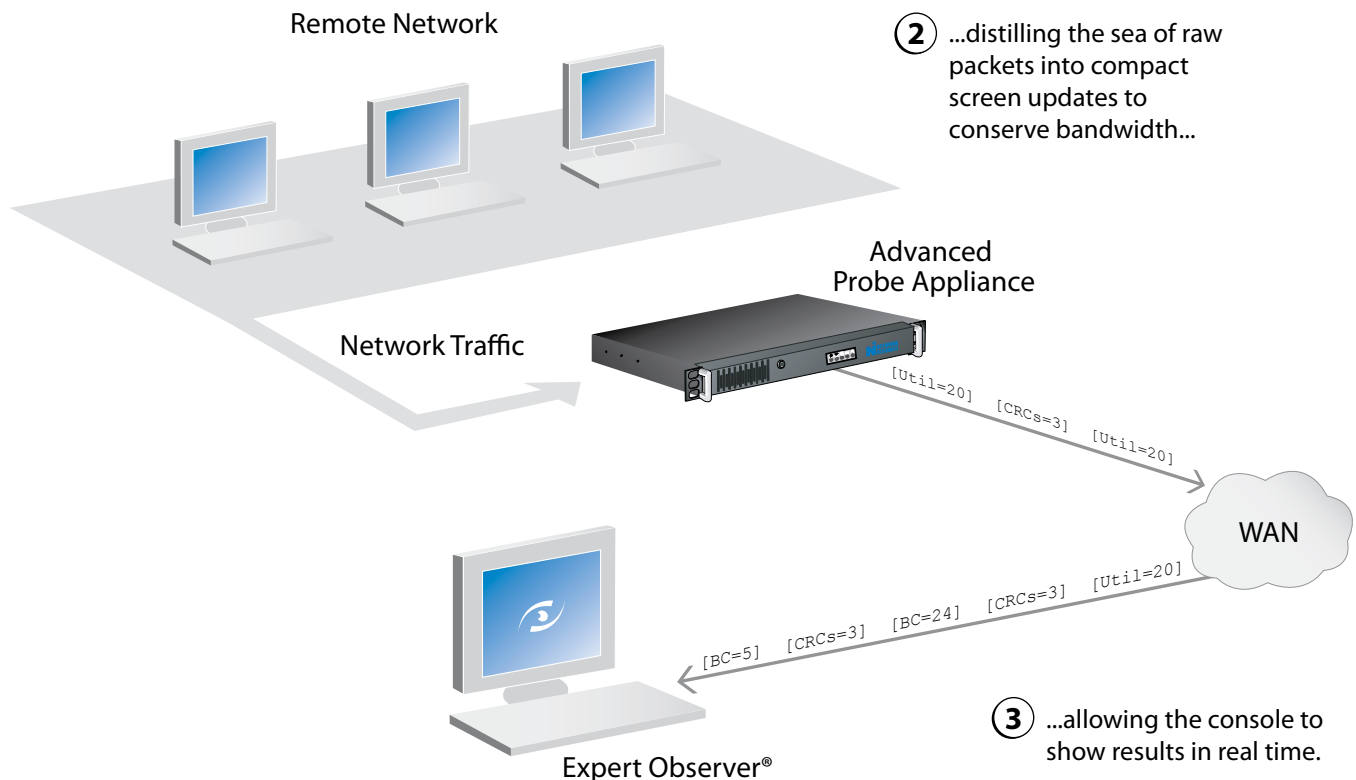 Remote Network
2 ...distilling the sea of raw
packets into compact
screen updates to
conserve bandwidth...
Advanced
Probe Appliance
Network Traffic
[Util=20] [CRCs=3] [Util=20]
WAN
[BC=5] [CRCs=3] [BC=24] [CRCs=3] [Util=20]
3 ...allowing the console to
show results in real time.
Expert Observer®